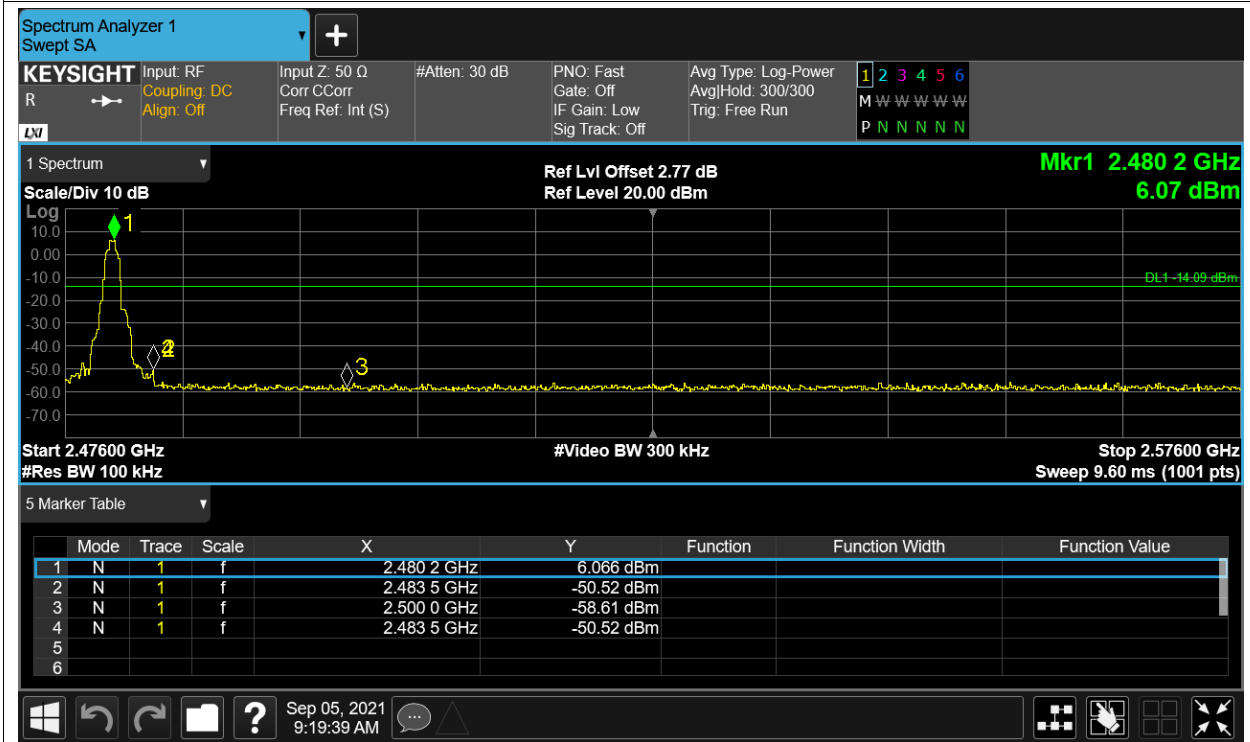 Spectrum Analyzer 1
Swept SA
KEYSIGHT Input: RF Input Z: 50 Ω #Atten: 30 dB PNO: Fast Avg Type: Log-Power 1 2 3 4 5 6
R Coupling: DC Corr CCorr Gate: Off Avg|Hold: 300/300 M W W W W W
Align: Off Freq Ref: Int (S) IF Gain: Low Trig: Free Run
LXI Sig Track: Off P N N N N N
1 Spectrum Ref Lvl Offset 2.77 dB Mkr1 2.480 2 GHz
Scale/Div 10 dB Ref Level 20.00 dBm 6.07 dBm
Log
1
10.0
0.00
-10.0 DL1 -14.09 dBm
-20.0
-30.0
-40.0
2
-50.0 3
-60.0
-70.0
Start 2.47600 GHz #Video BW 300 kHz Stop 2.57600 GHz
#Res BW 100 kHz Sweep 9.60 ms (1001 pts)
5 Marker Table
Mode Trace Scale X Y Function Function Width Function Value
1 N 1 f 2.480 2 GHz 6.066 dBm
2 N 1 f 2.483 5 GHz -50.52 dBm
3 N 1 f 2.500 0 GHz -58.61 dBm
4 N 1 f 2.483 5 GHz -50.52 dBm
5
6
? Sep 05, 2021
9:19:39 AM